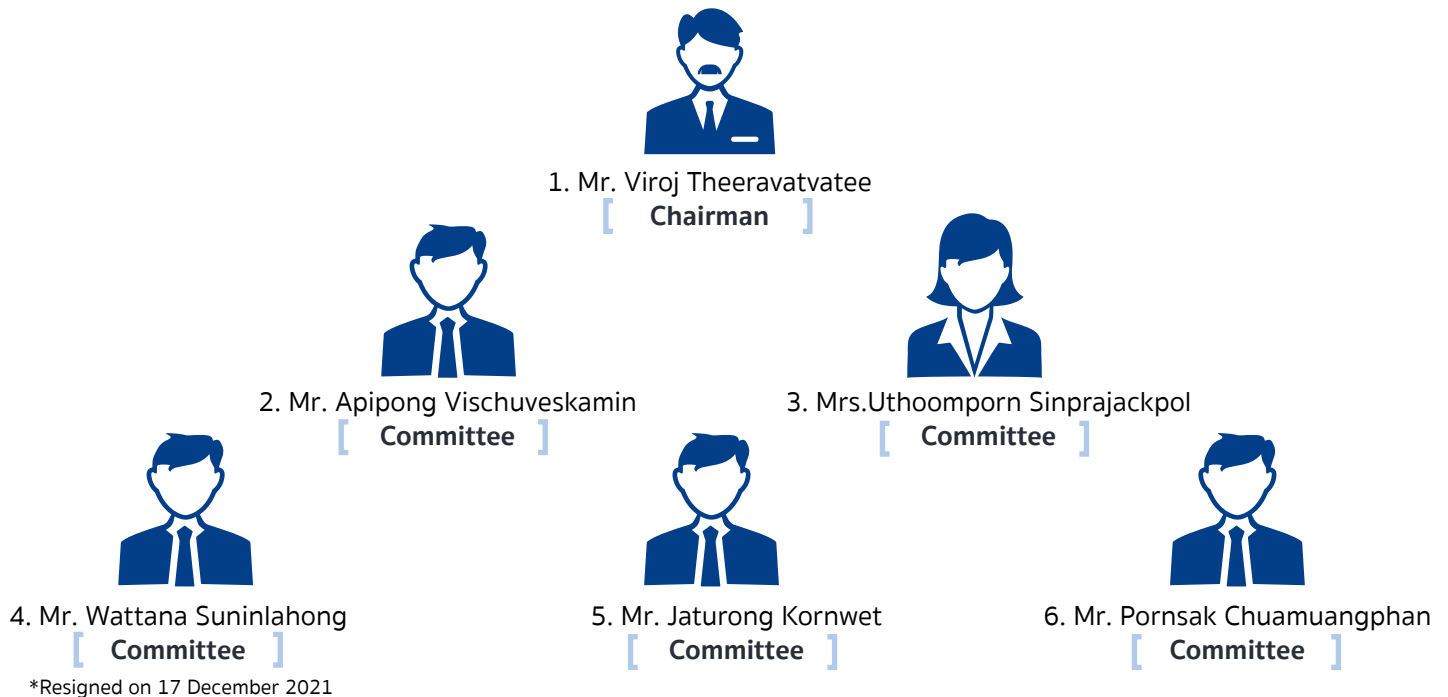 1. Mr. Viroj Theeravatvatee
[ Chairman ]
2. Mr. Apipong Vischuveskamin
[ Committee ]
3. Mrs.Uthoomporn Sinprajackpol
[ Committee ]
4. Mr. Wattana Suninlahong
[ Committee ]
*Resigned on 17 December 2021
5. Mr. Jaturong Kornwet
[ Committee ]
6. Mr. Pornsak Chuamuangphan
[ Committee ]